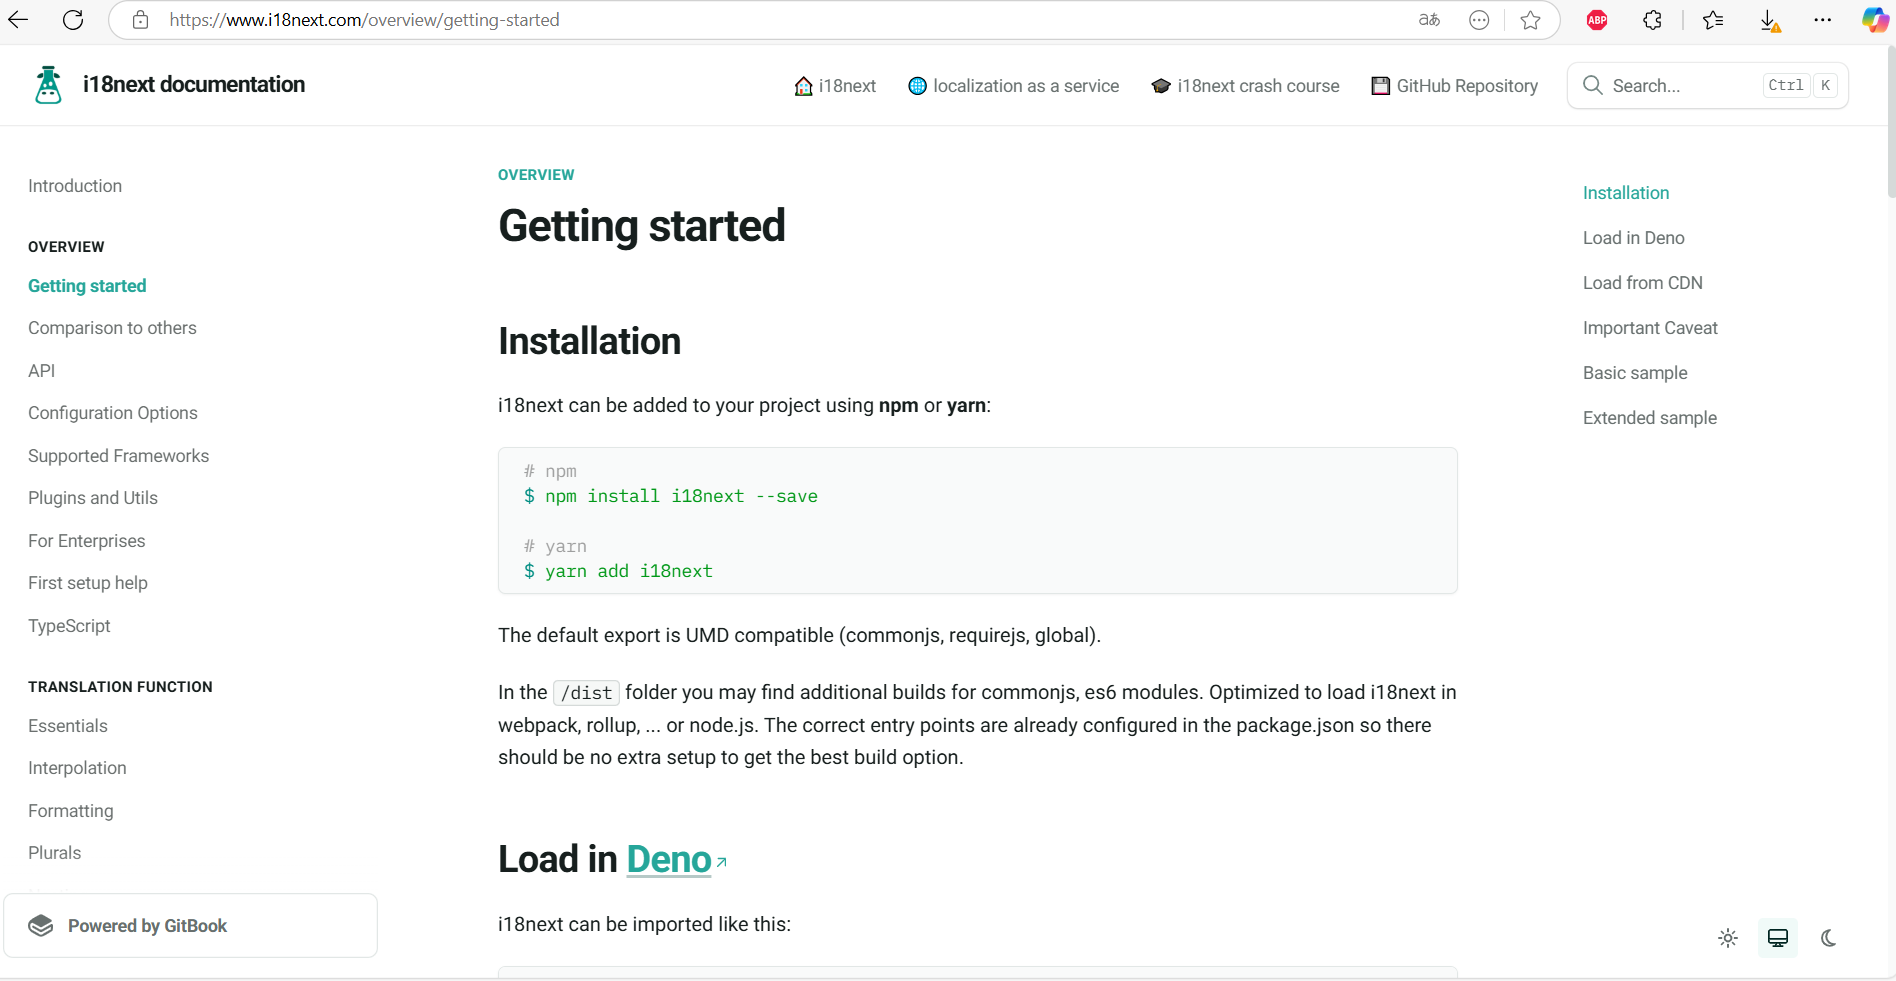 https://www.i18next.com/overview/getting-started
aあ
ABP
i18next documentation
i18next
localization as a service
i18next crash course
GitHub Repository
Search...
Ctrl K
Introduction
OVERVIEW
Getting started
Comparison to others
API
Configuration Options
Supported Frameworks
Plugins and Utils
For Enterprises
First setup help
TypeScript
TRANSLATION FUNCTION
Essentials
Interpolation
Formatting
Plurals
Powered by GitBook
OVERVIEW
Getting started
Installation
i18next can be added to your project using npm or yarn:
# npm
$ npm install i18next --save
# yarn
$ yarn add i18next
The default export is UMD compatible (commonjs, requirejs, global).
In the /dist folder you may find additional builds for commonjs, es6 modules. Optimized to load i18next in
webpack, rollup, ... or node.js. The correct entry points are already configured in the package.json so there
should be no extra setup to get the best build option.
Load in Deno
i18next can be imported like this:
Installation
Load in Deno
Load from CDN
Important Caveat
Basic sample
Extended sample